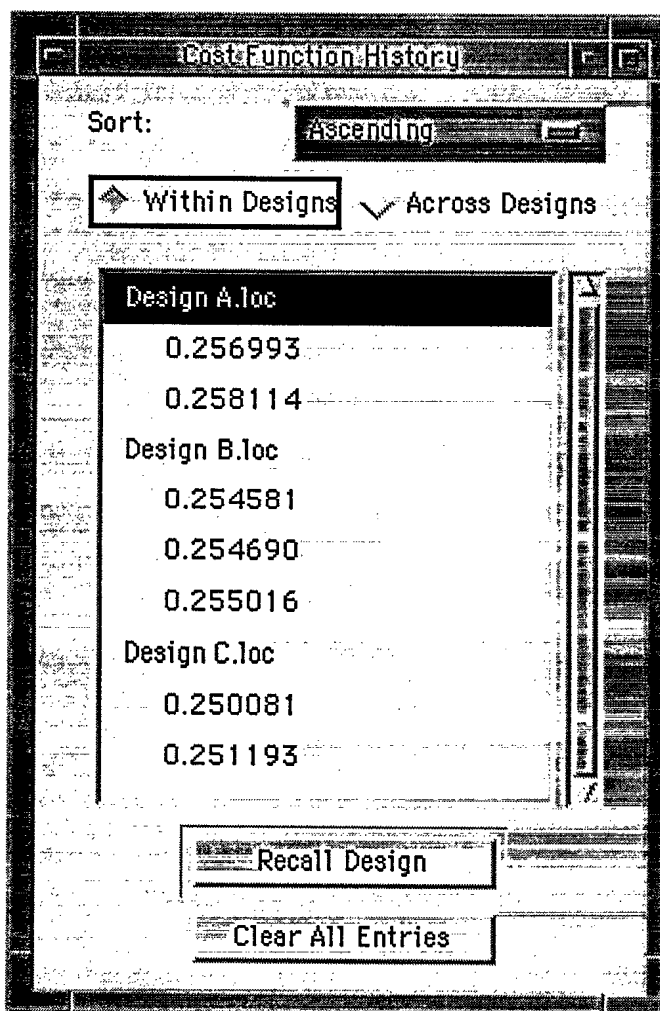 Cost Function History
Sort: Ascending
Within Designs Across Designs
Design A.loc
0.256993
0.258114
Design B.loc
0.254581
0.254690
0.255016
Design C.loc
0.250081
0.251193
Recall Design
Clear All Entries